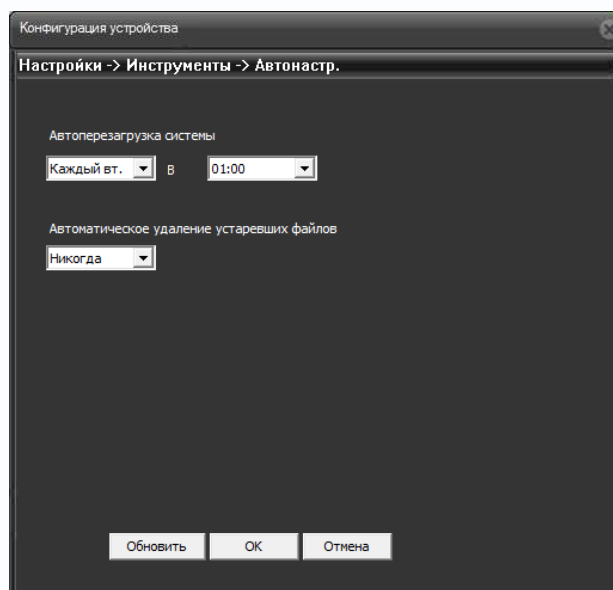 Конфигурация устройства
Настройки -> Инструменты -> Автонастр.
Автоперезагрузка системы
Каждый вт. В 01:00
Автоматическое удаление устаревших файлов
Никогда
Обновить OK Отмена